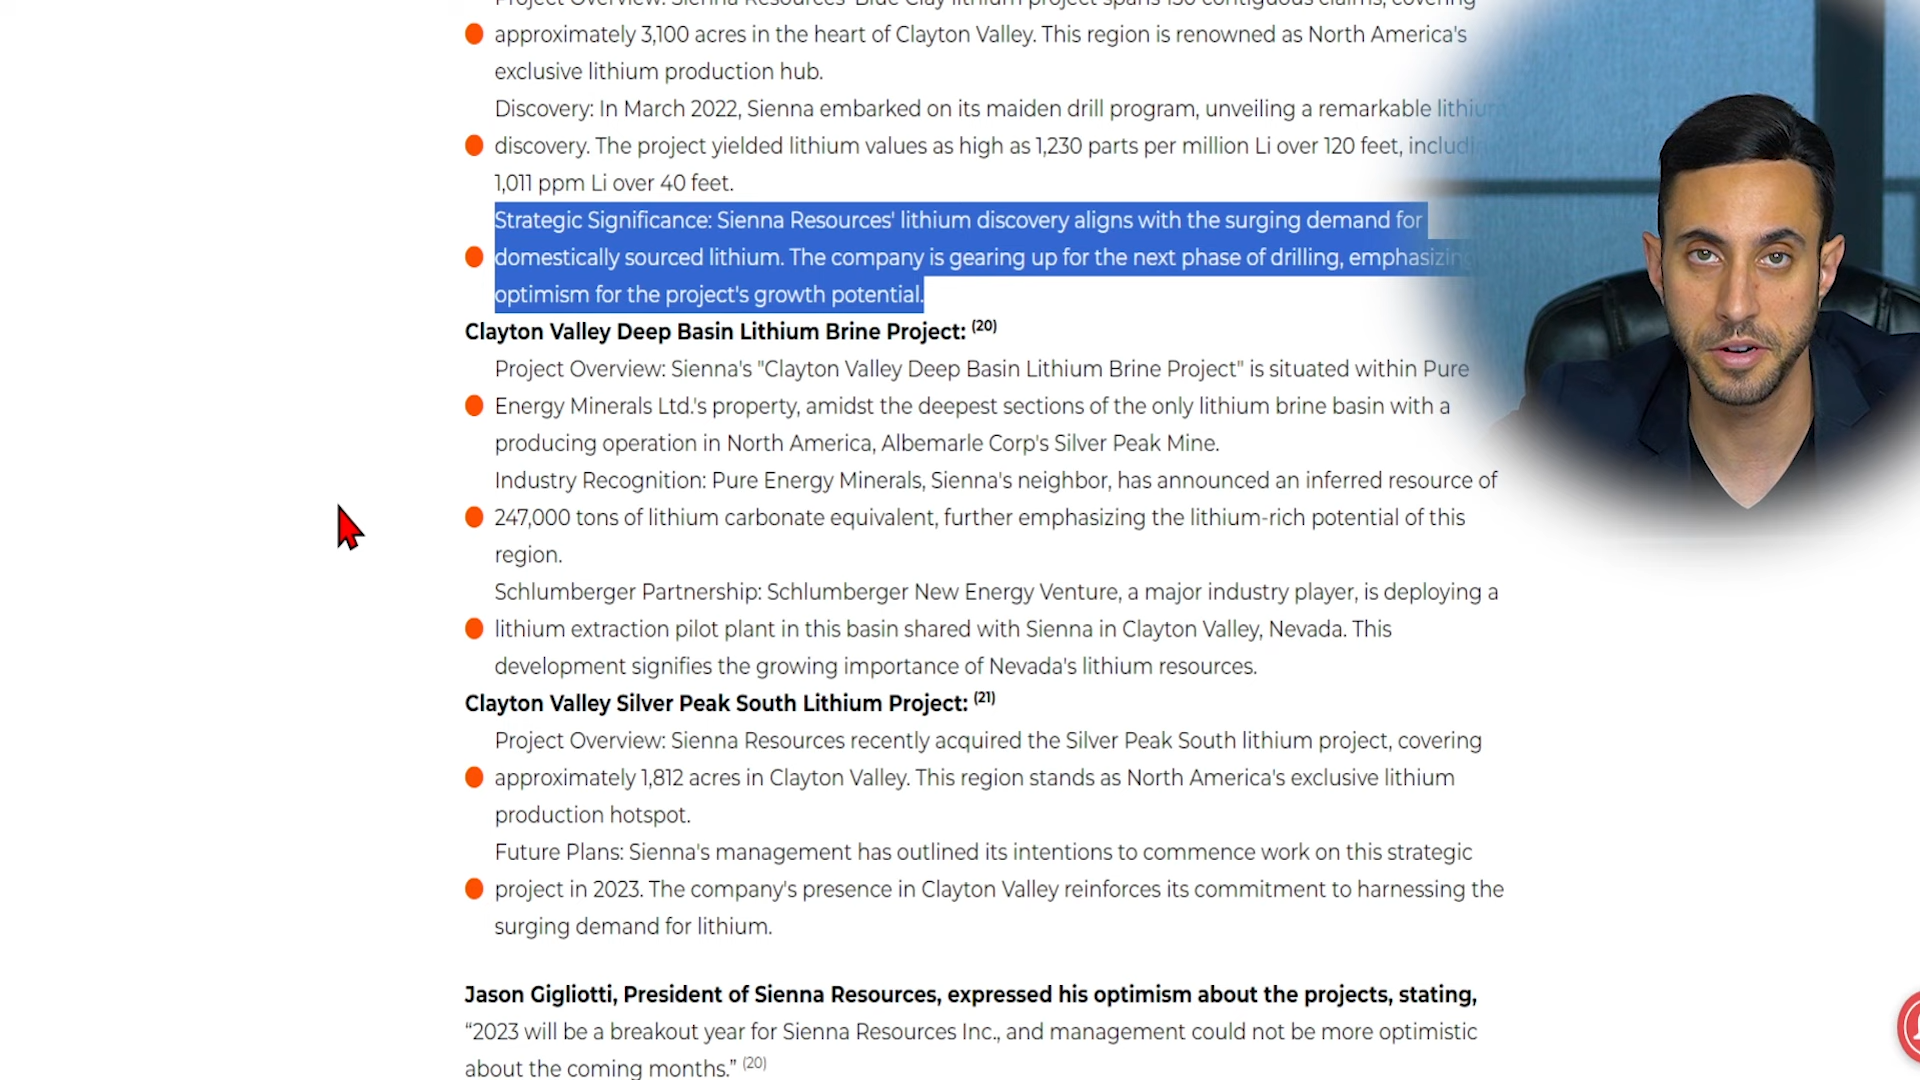 Project Overview: Sienna Resources' Blue Clay lithium project spans 150 contiguous claims, covering
approximately 3,100 acres in the heart of Clayton Valley. This region is renowned as North America's
exclusive lithium production hub.
Discovery: In March 2022, Sienna embarked on its maiden drill program, unveiling a remarkable lithium
discovery. The project yielded lithium values as high as 1,230 parts per million Li over 120 feet, includi
1,011 ppm Li over 40 feet.
Strategic Significance: Sienna Resources' lithium discovery aligns with the surging demand for
domestically sourced lithium. The company is gearing up for the next phase of drilling, emphasizing
optimism for the project's growth potential.
Clayton Valley Deep Basin Lithium Brine Project: (20)
Project Overview: Sienna's "Clayton Valley Deep Basin Lithium Brine Project" is situated within Pure
Energy Minerals Ltd.'s property, amidst the deepest sections of the only lithium brine basin with a
producing operation in North America, Albemarle Corp's Silver Peak Mine.
Industry Recognition: Pure Energy Minerals, Sienna's neighbor, has announced an inferred resource of
247,000 tons of lithium carbonate equivalent, further emphasizing the lithium-rich potential of this
region.
Schlumberger Partnership: Schlumberger New Energy Venture, a major industry player, is deploying a
lithium extraction pilot plant in this basin shared with Sienna in Clayton Valley, Nevada. This
development signifies the growing importance of Nevada's lithium resources.
Clayton Valley Silver Peak South Lithium Project: (21)
Project Overview: Sienna Resources recently acquired the Silver Peak South lithium project, covering
approximately 1,812 acres in Clayton Valley. This region stands as North America's exclusive lithium
production hotspot.
Future Plans: Sienna's management has outlined its intentions to commence work on this strategic
project in 2023. The company's presence in Clayton Valley reinforces its commitment to harnessing the
surging demand for lithium.
Jason Gigliotti, President of Sienna Resources, expressed his optimism about the projects, stating,
“2023 will be a breakout year for Sienna Resources Inc., and management could not be more optimistic
about the coming months.” (20)